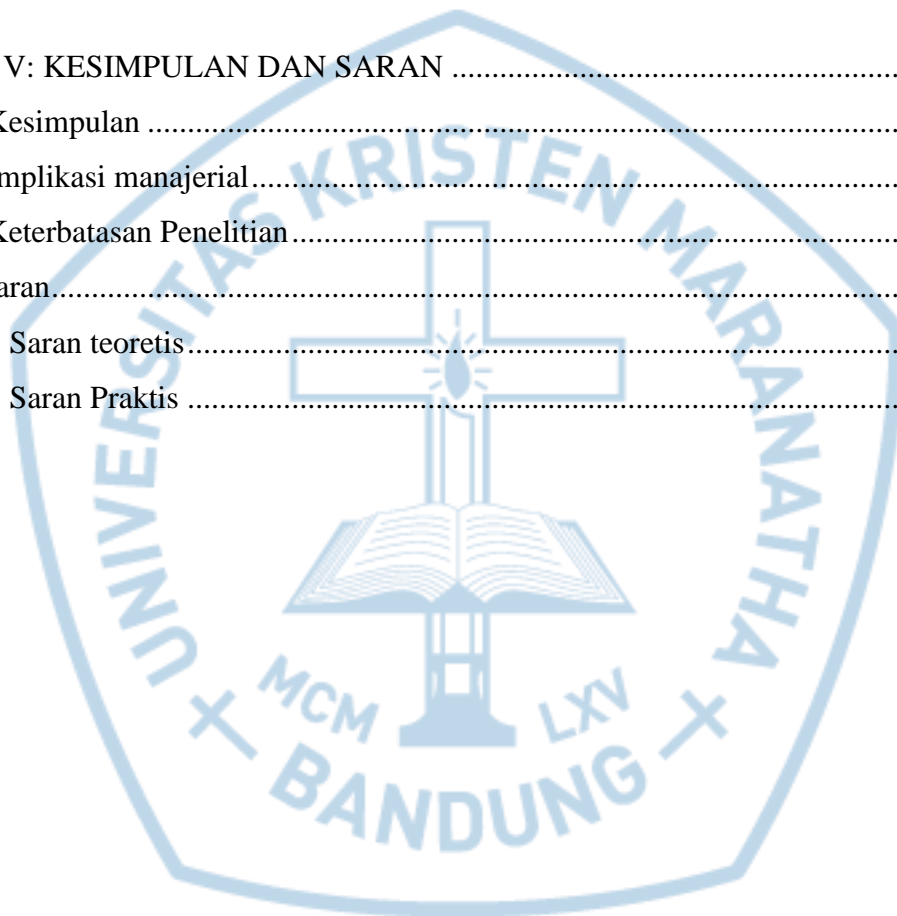 V: KESIMPULAN DAN SARAN ........................................................
Kesimpulan ..............................................................................................
mplikasi manajerial .................................................................................
Keterbatasan Penelitian ............................................................................
aran ..........................................................................................................
Saran teoretis .........................................................................................
Saran Praktis .........................................................................................
UNIVERSITAS KRISTEN MARANATHA
MCM LXV
BANDUNG